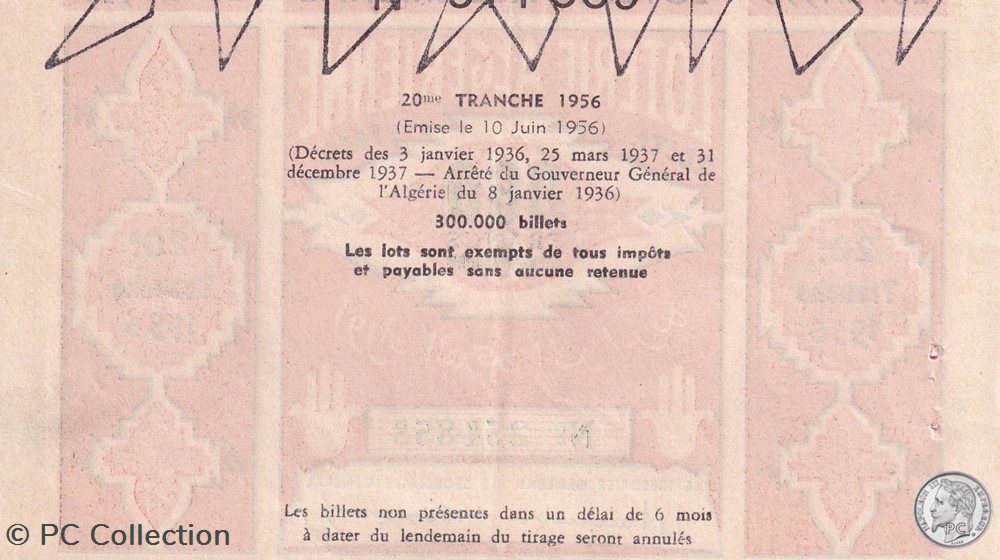 20me TRANCHE 1956
(Emise le 10 Juin 1956)
(Décrets des 3 janvier 1936, 25 mars 1937 et 31
décembre 1937 — Arrêté du Gouverneur Général de
l'Algérie du 8 janvier 1936)
300.000 billets
Les lots sont exempts de tous impôts
et payables sans aucune retenue
Les billets non présentes dans un délai de 6 mois
à dater du lendemain du tirage seront annulés
© PC Collection
PC